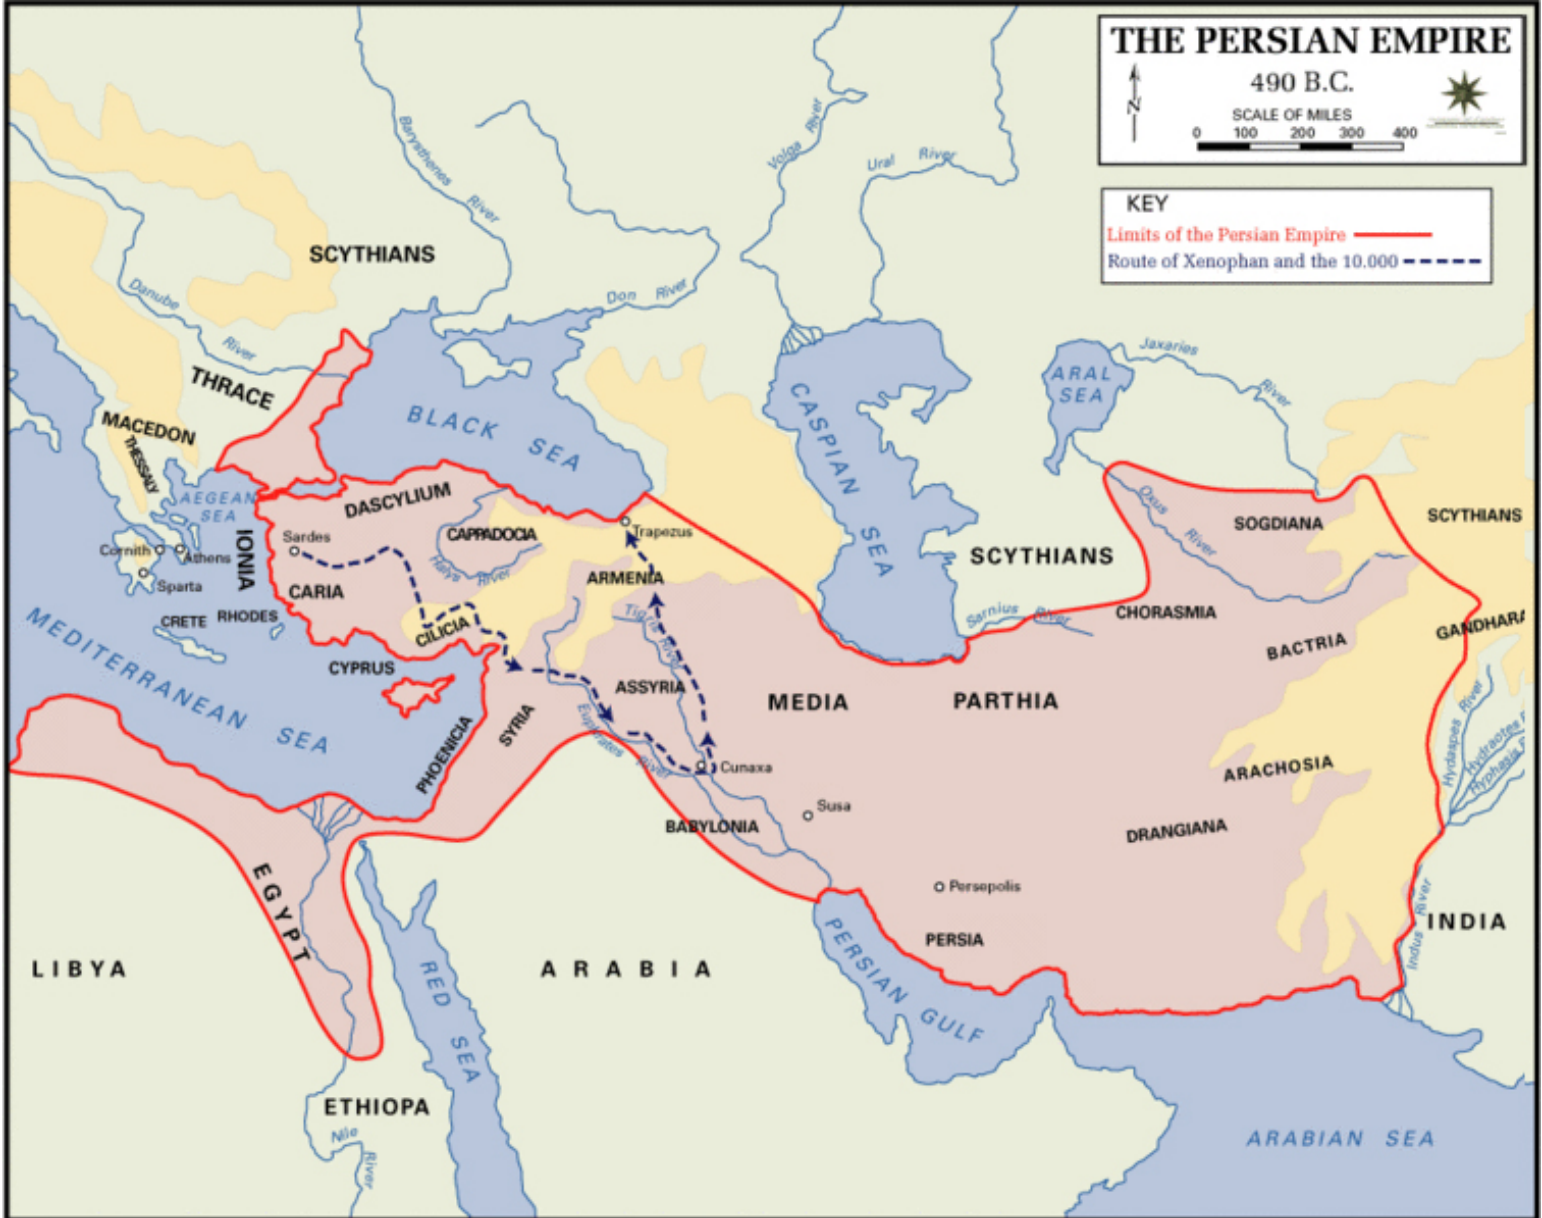 THE PERSIAN EMPIRE
490 B.C.
N
SCALE OF MILES
0 100 200 300 400
KEY
Limits of the Persian Empire
Route of Xenophan and the 10.000
Barysthenos River
Volga River
Ural River
SCYTHIANS
Danube River
Don River
THRACE
MACEDON
THESSALY
BLACK SEA
CASPIAN SEA
ARAL SEA
Jaxaries River
AEGEAN SEA
DASCYLIUM
CAPPADOCIA
Halys River
Trapezus
Oxus River
SOGDIANA
SCYTHIANS
Cornith
Athens
Sparta
IONIA
Sardes
CARIA
ARMENIA
SCYTHIANS
Sarnius River
CHORASMIA
BACTRIA
GANDHARA
CRETE
RHODES
CILICIA
Tigris River
MEDITERRANEAN SEA
CYPRUS
ASSYRIA
MEDIA
PARTHIA
PHOENICIA
SYRIA
Euphrates River
Cunaxa
ARACHOSIA
Hydaspes River
Hydraotes R
Hyphasis R
Susa
BABYLONIA
DRANGIANA
EGYPT
Persepolis
PERSIA
Indus River
INDIA
LIBYA
ARABIA
RED SEA
PERSIAN GULF
ETHIOPA
Nile River
ARABIAN SEA